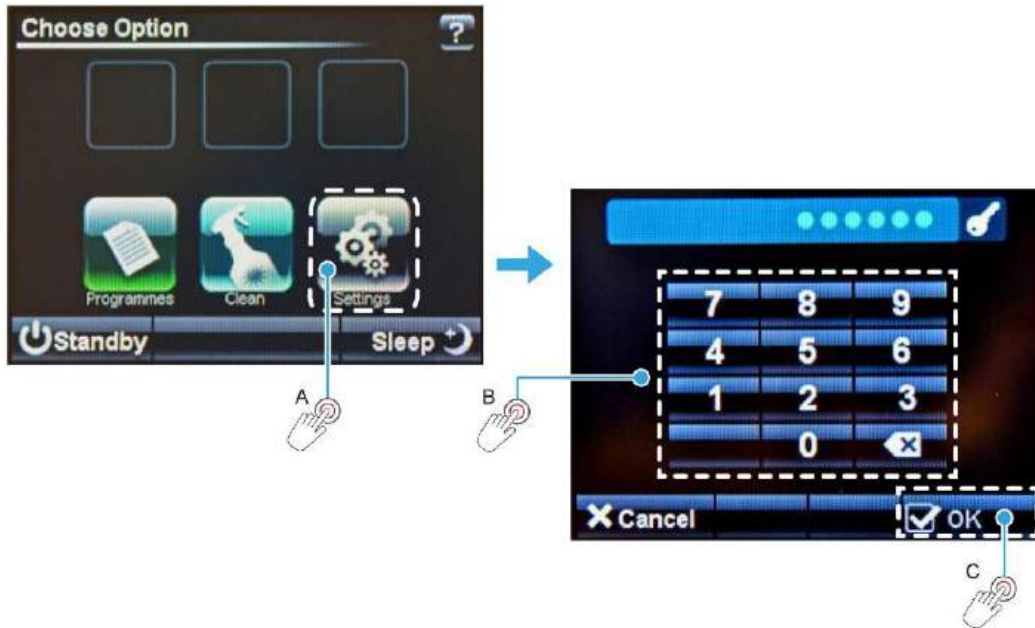 Choose Option
?
Programmes
Clean
Settings
Standby
Sleep
A
B
7 8 9
4 5 6
1 2 3
0
Cancel
OK
C